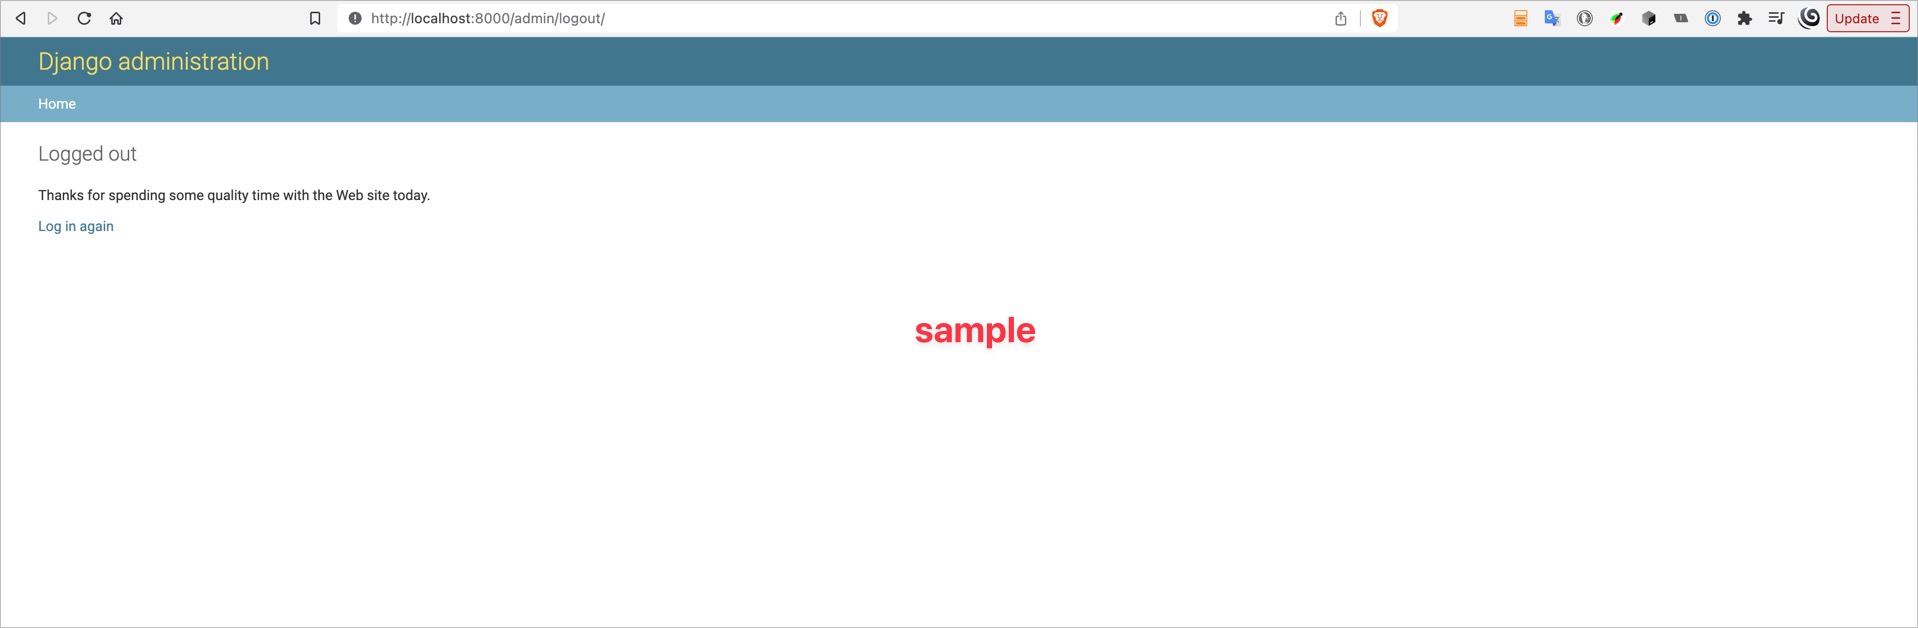 http://localhost:8000/admin/logout/
Update
Django administration
Home
Logged out
Thanks for spending some quality time with the Web site today.
Log in again
sample